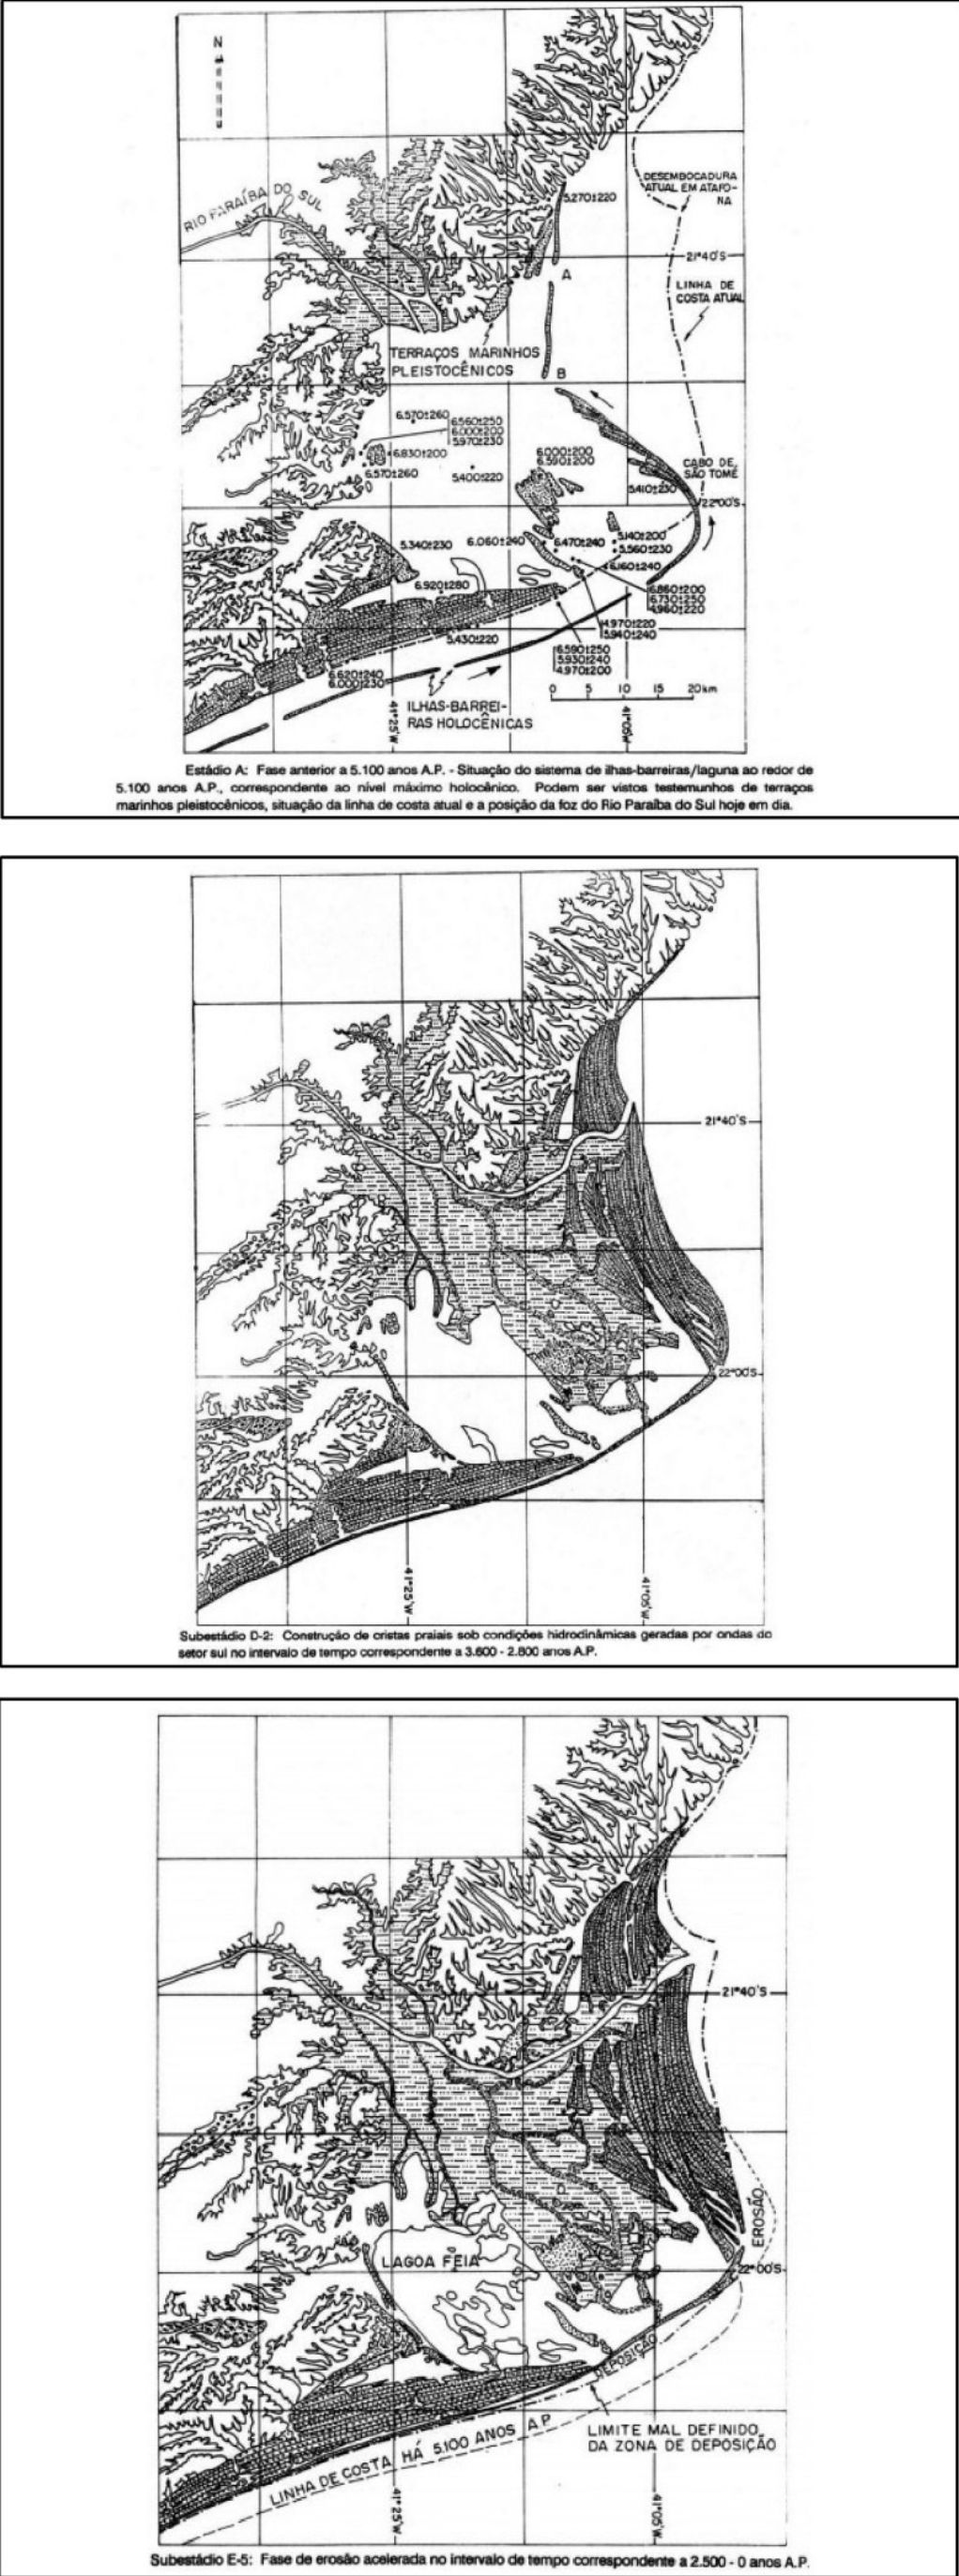 N
RIO PARAÍBA DO SUL
5.270±220
DESEMBOCADURA
ATUAL EM ATAFO-
NA
21°40'S
A
LINHA DE
COSTA ATUAL
TERRAÇOS MARINHOS
PLEISTOCÊNICOS
B
6.570±260
6.560±250
6.000±200
5.970±230
6.830±200
6.570±260
5.400±220
6.000±200
6.590±200
CABO DE
SÃO TOMÉ
5.410±230
22°00'S
5.340±230
6.060±240
6.470±240
5.140±200
5.560±230
6.160±240
6.920±280
6.860±200
6.730±250
4.960±220
4.970±220
5.940±240
5.430±220
6.590±250
5.930±240
4.970±200
6.620±240
6.000±230
0 5 10 15 20km
ILHAS-BARREI-
RAS HOLOCÊNICAS
41°25'W
41°05'W
Estádio A: Fase anterior a 5.100 anos A.P. - Situação do sistema de ilhas-barreiras/laguna ao redor de
5.100 anos A.P., correspondente ao nível máximo holocênico. Podem ser vistos testemunhos de terraços
marinhos pleistocênicos, situação da linha de costa atual e a posição da foz do Rio Paraíba do Sul hoje em dia.
21°40'S
22°00'S
41°25'W
41°05'W
Subestádio D-2: Construção de cristas praiais sob condições hidrodinâmicas geradas por ondas do
setor sul no intervalo de tempo correspondente a 3.600 - 2.800 anos A.P.
21°40'S
EROSÃO
LAGOA FEIA
22°00'S
DEPOSIÇÃO
LIMITE MAL DEFINIDO
DA ZONA DE DEPOSIÇÃO
LINHA DE COSTA HÁ 5.100 ANOS A.P.
41°25'W
41°05'W
Subestádio E-5: Fase de erosão acelerada no intervalo de tempo correspondente a 2.500 - 0 anos A.P.